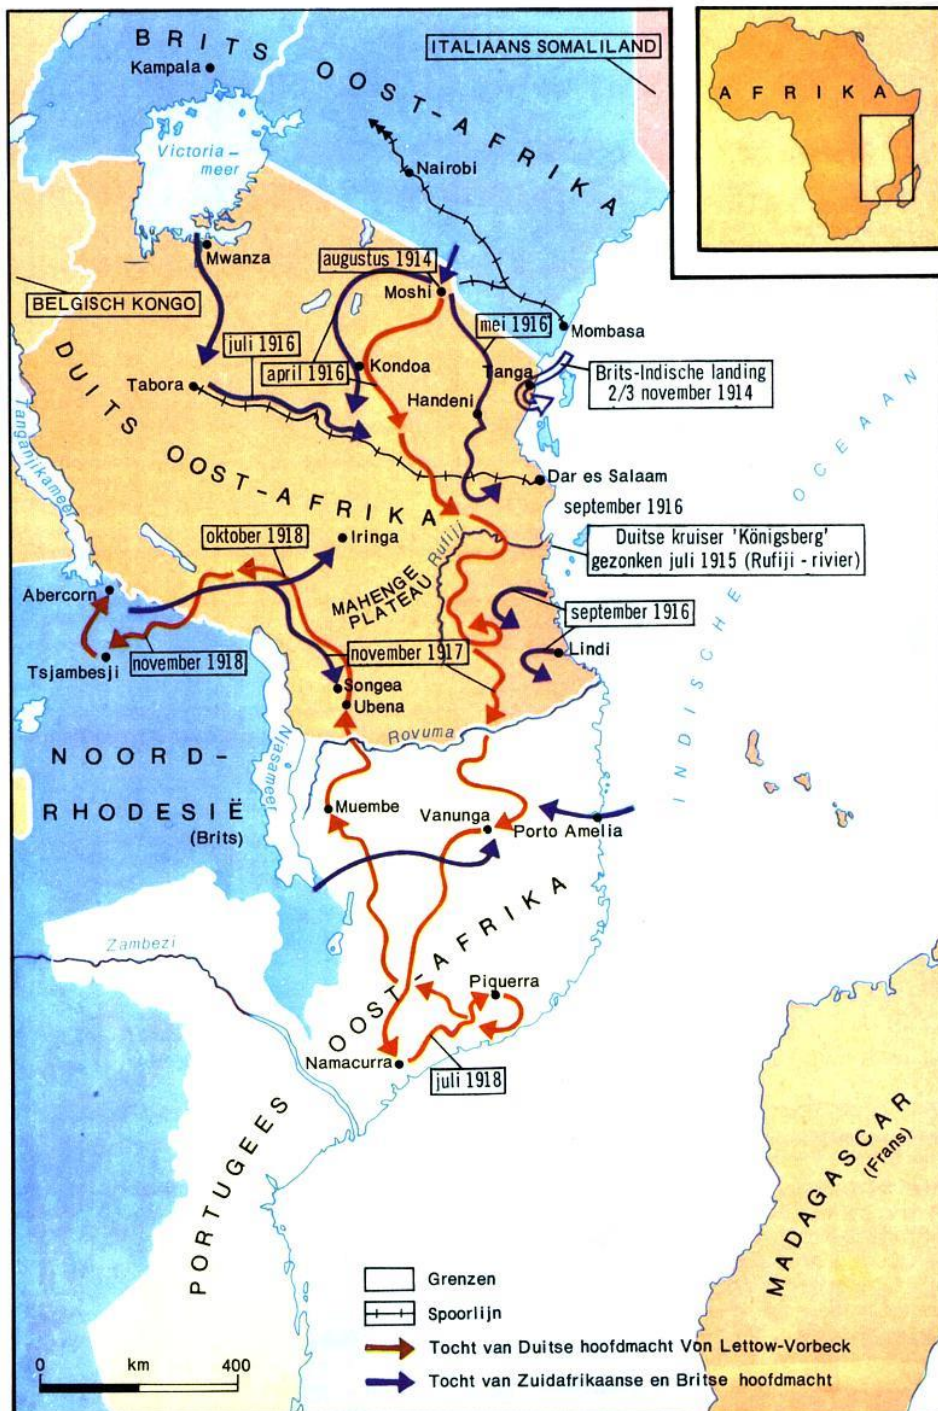 BRITS
OOST-AFRIKA
ITALIAANS SOMALILAND
AFRIKA
Kampala
Victoria-
meer
Nairobi
Mwanza
augustus 1914
Moshi
BELGISCH KONGO
mei 1916
Mombasa
juli 1916
april 1916
Kondoa
Tanga
Brits-Indische landing
2/3 november 1914
Tabora
Handeni
DUITS
OOST-AFRIKA
Tanganjikameer
Dar es Salaam
september 1916
INDISCHE OCEAAN
oktober 1918
Iringa
Rufiji
Duitse kruiser 'Königsberg'
gezonken juli 1915 (Rufiji - rivier)
MAHENGE
PLATEAU
Abercorn
september 1916
november 1918
november 1917
Lindi
Tsjambesji
Songea
Ubena
Rovuma
NOORD-
RHODESIË
(Brits)
Njasameer
Muembe
Vanunga
Porto Amelia
Zambezi
PORTUGEES
OOST-AFRIKA
Piquerra
Namacurra
juli 1918
MADAGASCAR
(Frans)
Grenzen
Spoorlijn
Tocht van Duitse hoofdmacht Von Lettow-Vorbeck
Tocht van Zuidafrikaanse en Britse hoofdmacht
0 km 400